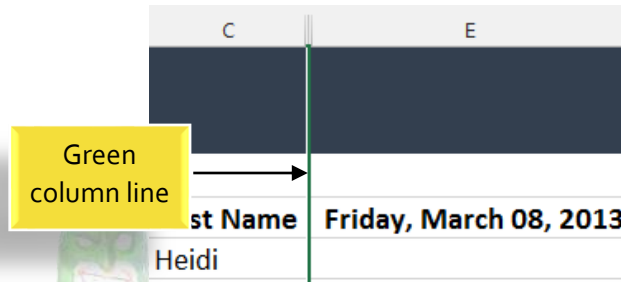 C E
Green
column line
st Name Friday, March 08, 2013
Heidi